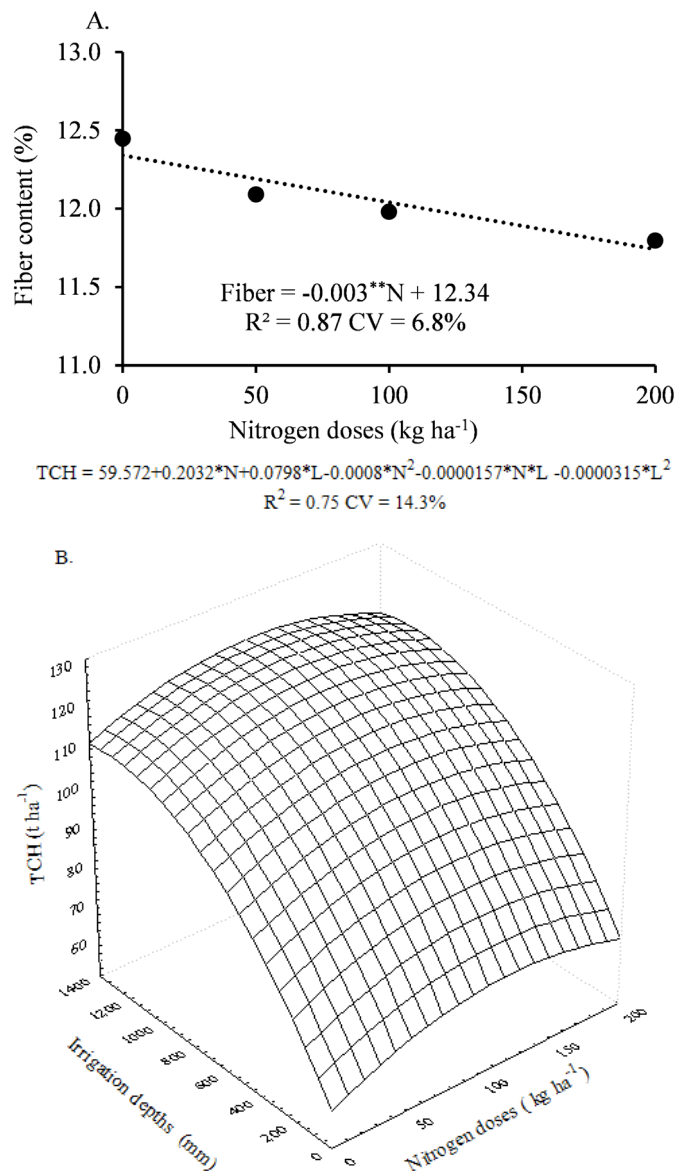 A.
13.0
12.5
12.0
11.5
11.0
Fiber content (%)
Fiber = -0.003**N + 12.34
R² = 0.87 CV = 6.8%
0 50 100 150 200
Nitrogen doses (kg ha⁻¹)
TCH = 59.572+0.2032*N+0.0798*L-0.0008*N²-0.0000157*N*L -0.0000315*L²
R² = 0.75 CV = 14.3%
B.
130
120
110
100
90
80
70
60
TCH (t ha⁻¹)
1400 1200 1000 800 600 400 200 0
Irrigation depths (mm)
0 50 100 150 200
Nitrogen doses ( kg ha⁻¹)